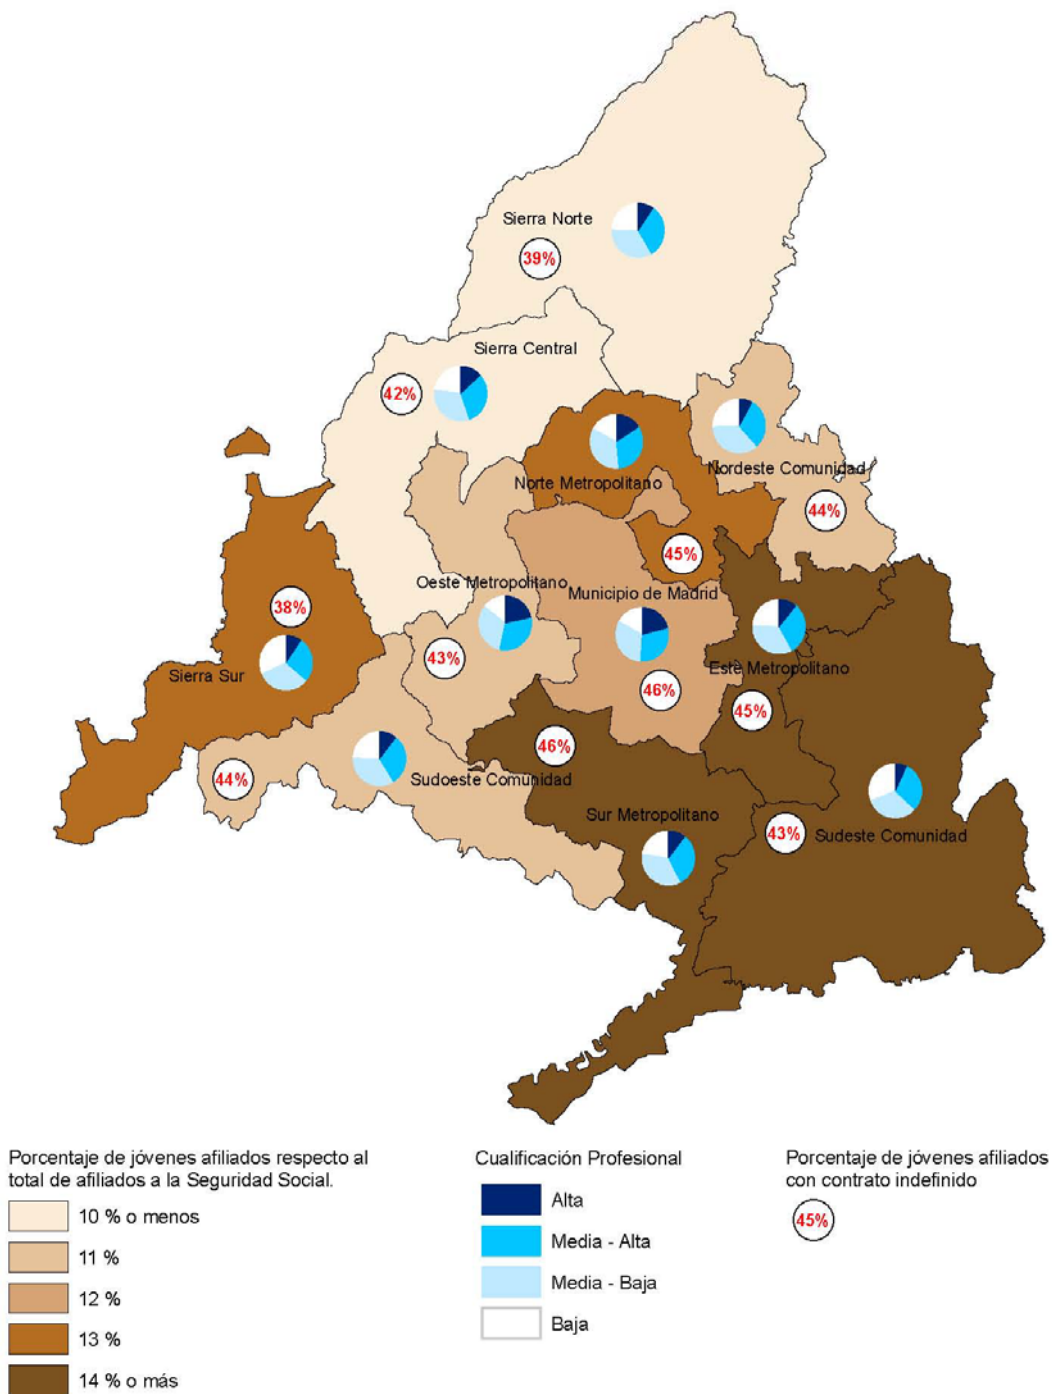 Sierra Norte
39%
Sierra Central
42%
Nordeste Comunidad
Norte Metropolitano
44%
45%
Oeste Metropolitano
Municipio de Madrid
38%
43%
Sierra Sur
Este Metropolitano
46%
45%
46%
44%
Sudoeste Comunidad
Sur Metropolitano
43%
Sudeste Comunidad
Porcentaje de jóvenes afiliados respecto al
total de afiliados a la Seguridad Social.
10 % o menos
11 %
12 %
13 %
14 % o más
Cualificación Profesional
Alta
Media - Alta
Media - Baja
Baja
Porcentaje de jóvenes afiliados
con contrato indefinido
45%